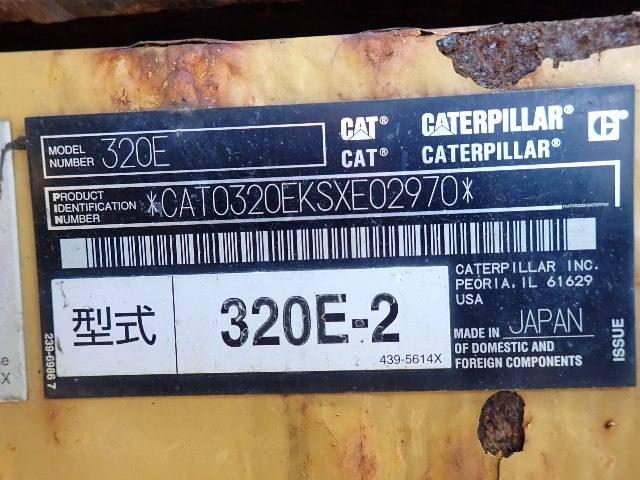 MODEL NUMBER 320E
CAT® CATERPILLAR®
CAT® CATERPILLAR®
PRODUCT IDENTIFICATION NUMBER *CAT0320EKSXE02970*
CATERPILLAR INC.
PEORIA, IL 61629
USA
型式 320E-2
439-5614X
MADE IN JAPAN
OF DOMESTIC AND
FOREIGN COMPONENTS
ISSUE
239-6986 7